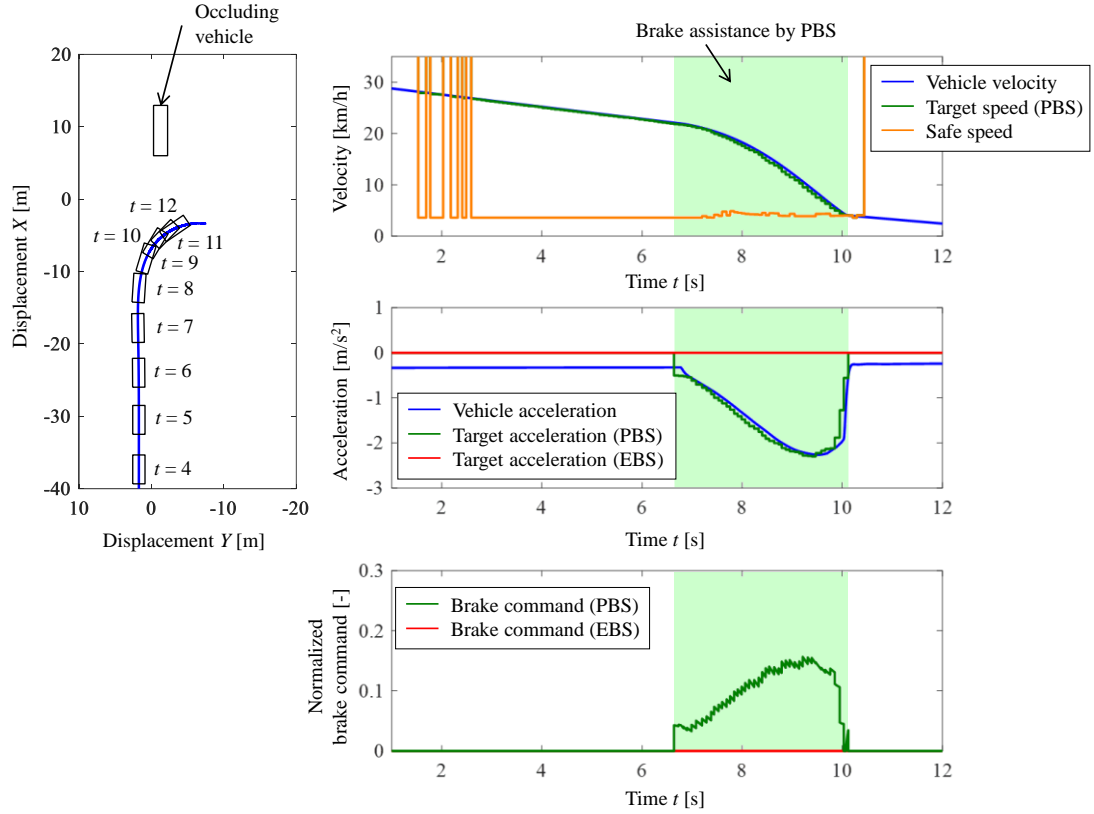 Occluding
vehicle
20
10
0
-10
-20
-30
-40
Displacement X [m]
t = 12
t = 10
t = 11
t = 9
t = 8
t = 7
t = 6
t = 5
t = 4
10
0
-10
-20
Displacement Y [m]
Brake assistance by PBS
Velocity [km/h]
30
20
10
0
Vehicle velocity
Target speed (PBS)
Safe speed
2
4
6
8
10
12
Time t [s]
Acceleration [m/s²]
1
0
-1
-2
-3
Vehicle acceleration
Target acceleration (PBS)
Target acceleration (EBS)
2
4
6
8
10
12
Time t [s]
Normalized
brake command [-]
0.3
0.2
0.1
0
Brake command (PBS)
Brake command (EBS)
2
4
6
8
10
12
Time t [s]